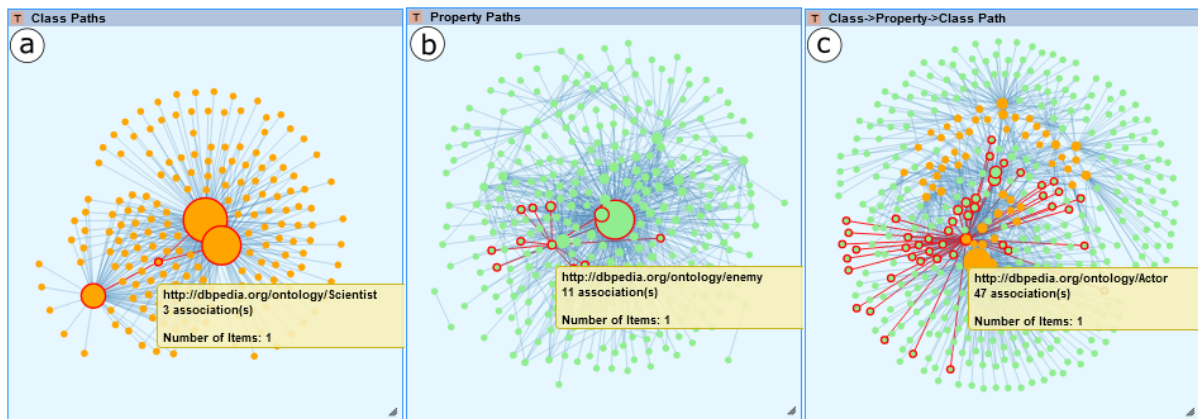 T Class Paths
a
http://dbpedia.org/ontology/Scientist
3 association(s)
Number of Items: 1
T Property Paths
b
http://dbpedia.org/ontology/enemy
11 association(s)
Number of Items: 1
T Class->Property->Class Path
c
http://dbpedia.org/ontology/Actor
47 association(s)
Number of Items: 1